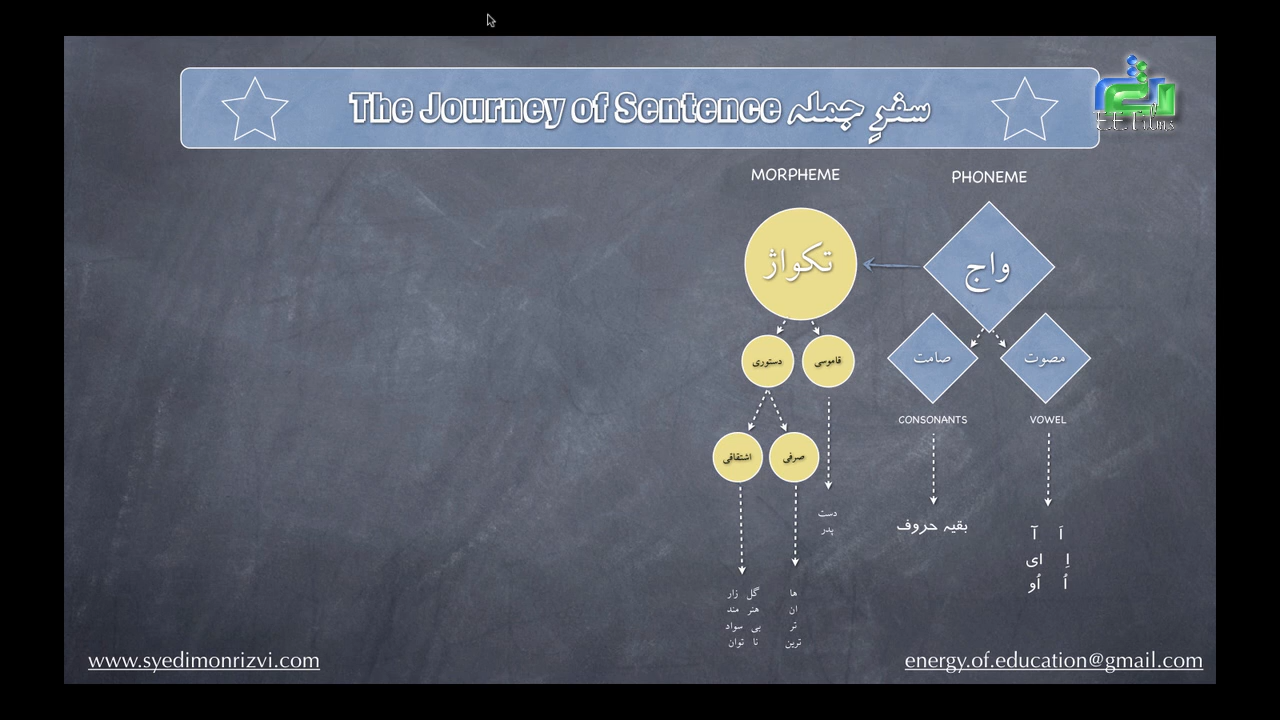 The Journey of Sentence سفرِ جملہ
t.t.films
MORPHEME
PHONEME
تکواژ
واج
دستوری
قاموسی
صامت
مصوت
CONSONANTS
VOWEL
اشتقاقی
صرفی
دست
پدر
بقیہ حروف
اَ آ
اِ ای
اُ اُو
گل زار
هنر مند
بی سواد
نا توان
ها
ان
تر
ترین
www.syedimonrizvi.com
energy.of.education@gmail.com